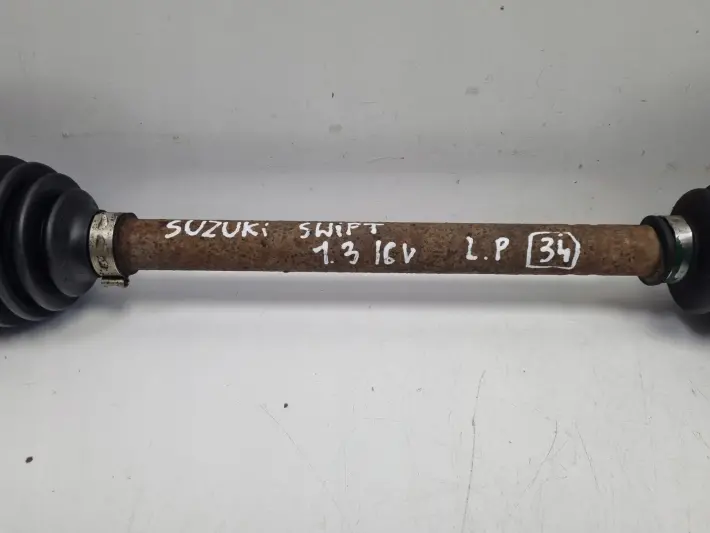 SUZUKi SWiFT
1.3 16V L.P 34